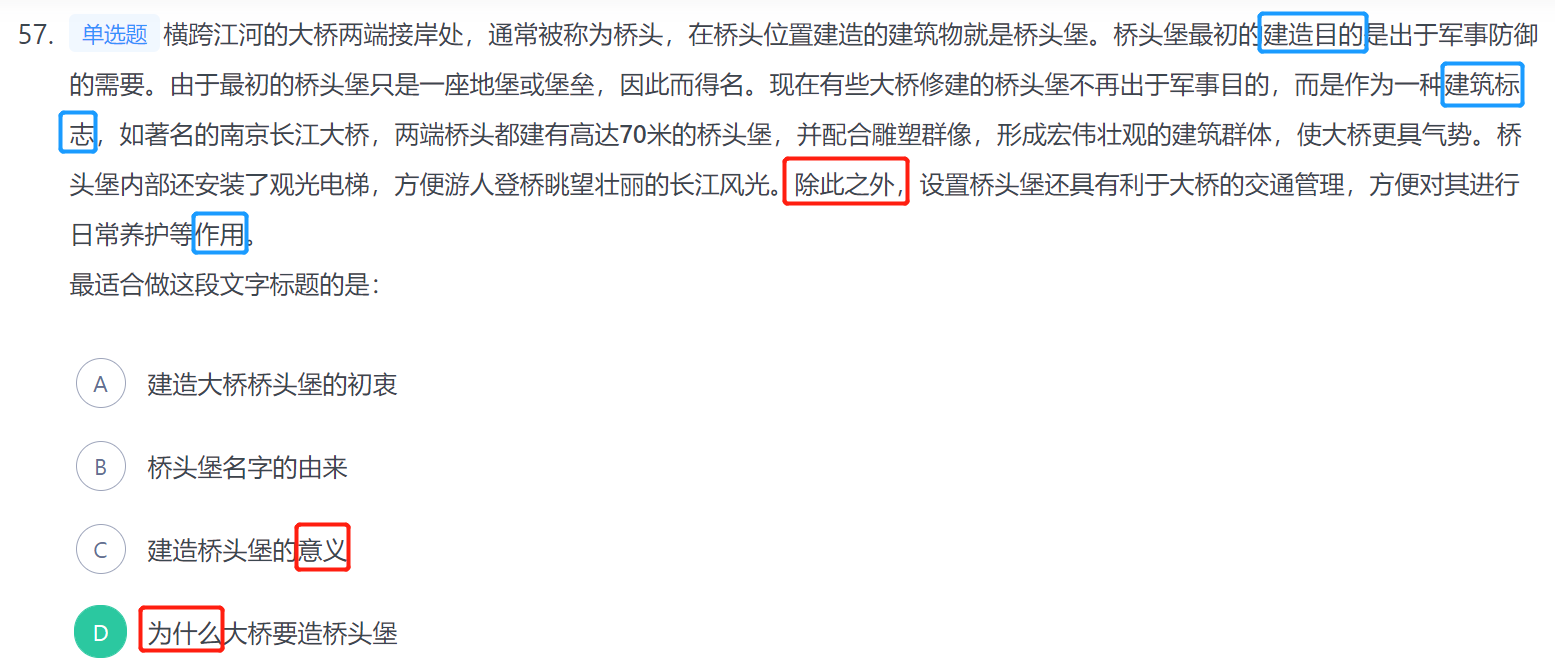 57. 单选题 横跨江河的大桥两端接岸处，通常被称为桥头，在桥头位置建造的建筑物就是桥头堡。桥头堡最初的建造目的是出于军事防御
的需要。由于最初的桥头堡只是一座地堡或堡垒，因此而得名。现在有些大桥修建的桥头堡不再出于军事目的，而是作为一种建筑标
志，如著名的南京长江大桥，两端桥头都建有高达70米的桥头堡，并配合雕塑群像，形成宏伟壮观的建筑群体，使大桥更具气势。桥
头堡内部还安装了观光电梯，方便游人登桥眺望壮丽的长江风光。除此之外，设置桥头堡还具有利于大桥的交通管理，方便对其进行
日常养护等作用。
最适合做这段文字标题的是：
A 建造大桥桥头堡的初衷
B 桥头堡名字的由来
C 建造桥头堡的意义
D 为什么大桥要造桥头堡